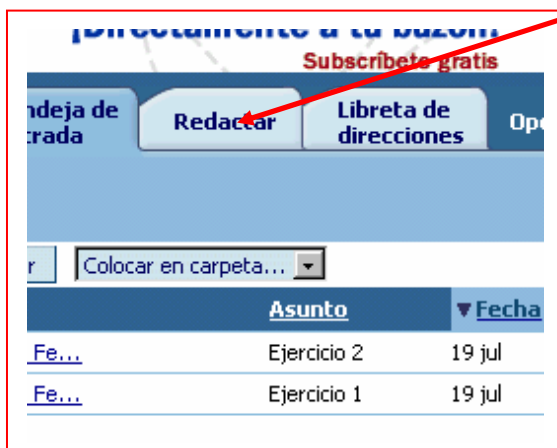 ¡Directamente a tu buzón!
Subscríbete gratis
ndeja de Redactar Libreta de
trada direcciones
r Colocar en carpeta...
Asunto Fecha
Fe... Ejercicio 2 19 jul
Fe... Ejercicio 1 19 jul